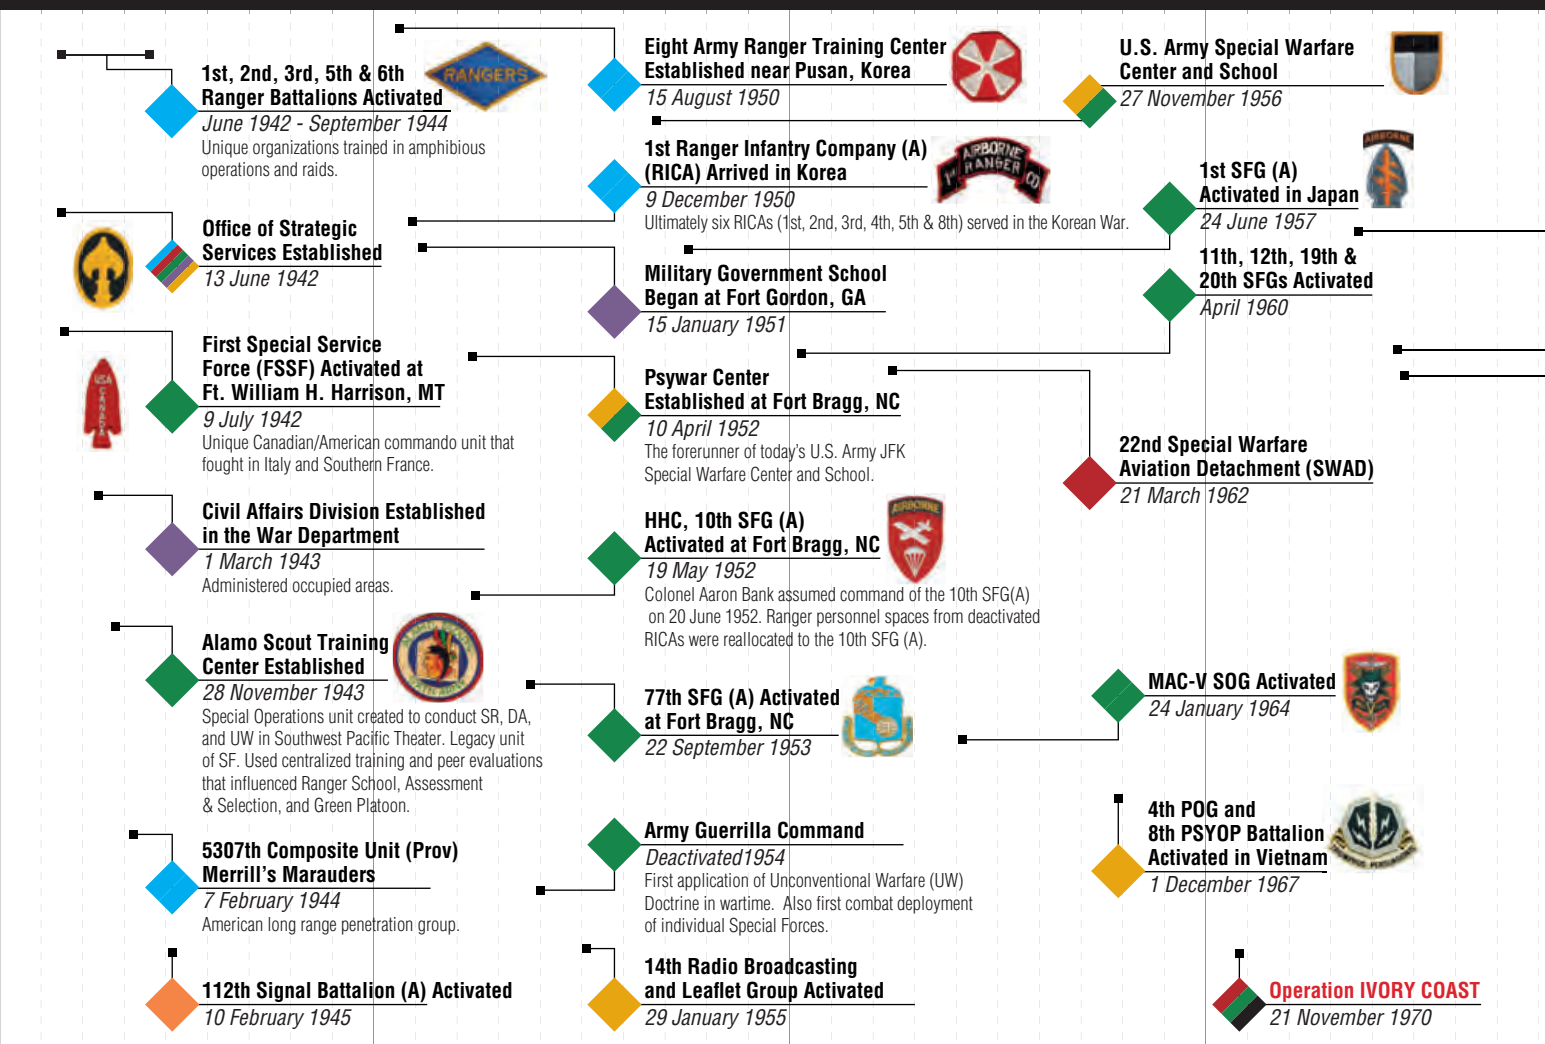 1st, 2nd, 3rd, 5th & 6th
Ranger Battalions Activated
June 1942 - September 1944
Unique organizations trained in amphibious
operations and raids.
RANGERS
Office of Strategic
Services Established
13 June 1942
First Special Service
Force (FSSF) Activated at
Ft. William H. Harrison, MT
9 July 1942
Unique Canadian/American commando unit that
fought in Italy and Southern France.
USA
CANADA
Civil Affairs Division Established
in the War Department
1 March 1943
Administered occupied areas.
Alamo Scout Training
Center Established
28 November 1943
Special Operations unit created to conduct SR, DA,
and UW in Southwest Pacific Theater. Legacy unit
of SF. Used centralized training and peer evaluations
that influenced Ranger School, Assessment
& Selection, and Green Platoon.
5307th Composite Unit (Prov)
Merrill's Marauders
7 February 1944
American long range penetration group.
112th Signal Battalion (A) Activated
10 February 1945
Eight Army Ranger Training Center
Established near Pusan, Korea
15 August 1950
1st Ranger Infantry Company (A)
(RICA) Arrived in Korea
9 December 1950
Ultimately six RICAs (1st, 2nd, 3rd, 4th, 5th & 8th) served in the Korean War.
AIRBORNE
1st RANGER CO
Military Government School
Began at Fort Gordon, GA
15 January 1951
Psywar Center
Established at Fort Bragg, NC
10 April 1952
The forerunner of today's U.S. Army JFK
Special Warfare Center and School.
HHC, 10th SFG (A)
Activated at Fort Bragg, NC
19 May 1952
Colonel Aaron Bank assumed command of the 10th SFG(A)
on 20 June 1952. Ranger personnel spaces from deactivated
RICAs were reallocated to the 10th SFG (A).
AIRBORNE
77th SFG (A) Activated
at Fort Bragg, NC
22 September 1953
Army Guerrilla Command
Deactivated1954
First application of Unconventional Warfare (UW)
Doctrine in wartime. Also first combat deployment
of individual Special Forces.
14th Radio Broadcasting
and Leaflet Group Activated
29 January 1955
U.S. Army Special Warfare
Center and School
27 November 1956
1st SFG (A)
Activated in Japan
24 June 1957
AIRBORNE
11th, 12th, 19th &
20th SFGs Activated
April 1960
22nd Special Warfare
Aviation Detachment (SWAD)
21 March 1962
MAC-V SOG Activated
24 January 1964
4th POG and
8th PSYOP Battalion
Activated in Vietnam
1 December 1967
Operation IVORY COAST
21 November 1970